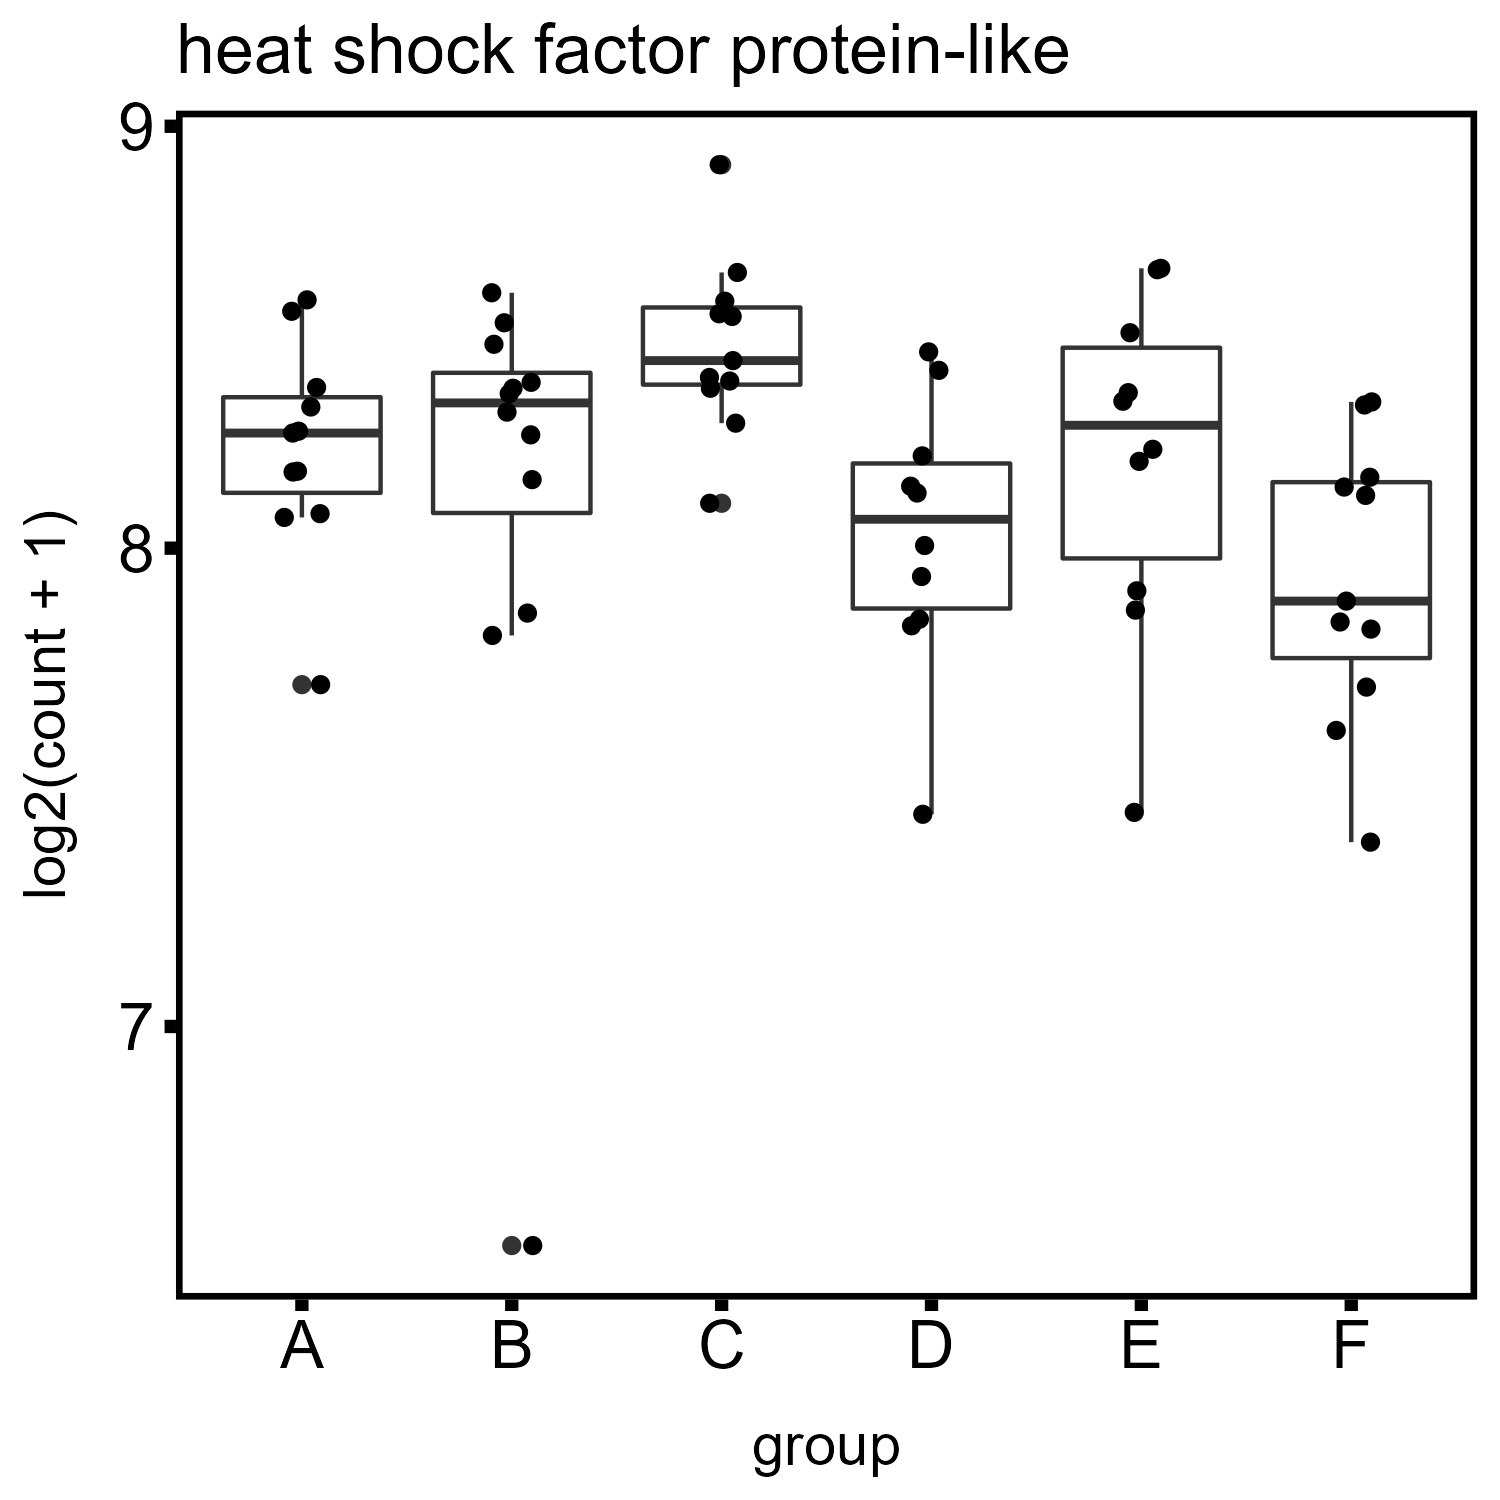 heat shock factor protein-like
9
8
7
log2(count + 1)
A B C D E F
group